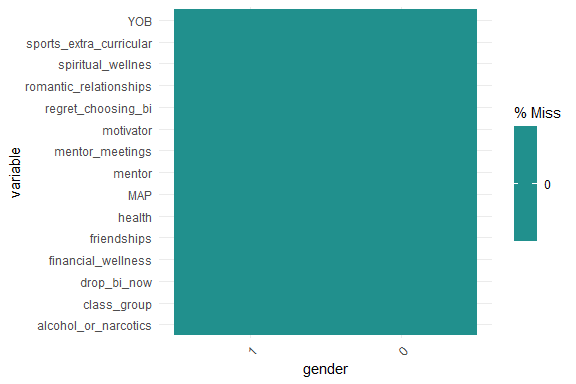 YOB
sports_extra_curricular
spiritual_wellnes
romantic_relationships
regret_choosing_bi
motivator
mentor_meetings
mentor
MAP
health
friendships
financial_wellness
drop_bi_now
class_group
alcohol_or_narcotics
variable
1 0
gender
% Miss
0